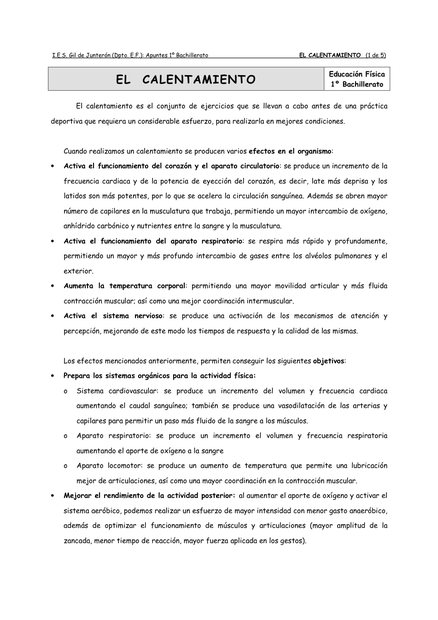 I.E.S. Gil de Junterón (Dpto. E.F.): Apuntes 1º Bachillerato EL CALENTAMIENTO (1 de 5)
EL CALENTAMIENTO
Educación Física
1º Bachillerato
El calentamiento es el conjunto de ejercicios que se llevan a cabo antes de una práctica
deportiva que requiera un considerable esfuerzo, para realizarla en mejores condiciones.
Cuando realizamos un calentamiento se producen varios efectos en el organismo:
• Activa el funcionamiento del corazón y el aparato circulatorio: se produce un incremento de la
frecuencia cardiaca y de la potencia de eyección del corazón, es decir, late más deprisa y los
latidos son más potentes, por lo que se acelera la circulación sanguínea. Además se abren mayor
número de capilares en la musculatura que trabaja, permitiendo un mayor intercambio de oxígeno,
anhídrido carbónico y nutrientes entre la sangre y la musculatura.
• Activa el funcionamiento del aparato respiratorio: se respira más rápido y profundamente,
permitiendo un mayor y más profundo intercambio de gases entre los alvéolos pulmonares y el
exterior.
• Aumenta la temperatura corporal: permitiendo una mayor movilidad articular y más fluida
contracción muscular; así como una mejor coordinación intermuscular.
• Activa el sistema nervioso: se produce una activación de los mecanismos de atención y
percepción, mejorando de este modo los tiempos de respuesta y la calidad de las mismas.
Los efectos mencionados anteriormente, permiten conseguir los siguientes objetivos:
• Prepara los sistemas orgánicos para la actividad física:
o Sistema cardiovascular: se produce un incremento del volumen y frecuencia cardiaca
aumentando el caudal sanguíneo; también se produce una vasodilatación de las arterias y
capilares para permitir un paso más fluido de la sangre a los músculos.
o Aparato respiratorio: se produce un incremento el volumen y frecuencia respiratoria
aumentando el aporte de oxígeno a la sangre
o Aparato locomotor: se produce un aumento de temperatura que permite una lubricación
mejor de articulaciones, así como una mayor coordinación en la contracción muscular.
• Mejorar el rendimiento de la actividad posterior: al aumentar el aporte de oxígeno y activar el
sistema aeróbico, podemos realizar un esfuerzo de mayor intensidad con menor gasto anaeróbico,
además de optimizar el funcionamiento de músculos y articulaciones (mayor amplitud de la
zancada, menor tiempo de reacción, mayor fuerza aplicada en los gestos).